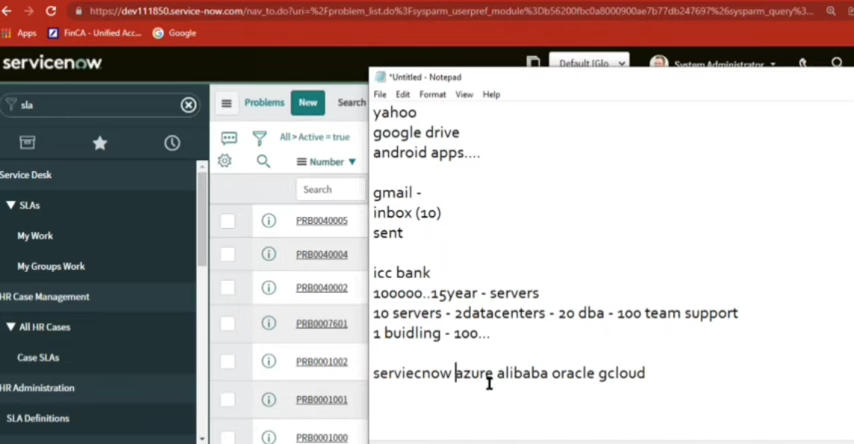 https://dev111850.service-now.com/nav_to.do?uri=%2Fproblem_list.do%3Fsysparm_userpref_module%3Db56200fbc0a8000900ae7b77db247697%26sysparm_query%3...
Apps FinCA - Unified Acc... Google
servicenow
Default [Glo
System Administrator
sla
Service Desk
SLAs
My Work
My Groups Work
HR Case Management
All HR Cases
Case SLAs
HR Administration
SLA Definitions
Problems New Search
All > Active = true
Number
Search
PRB0040005
PRB0040004
PRB0040002
PRB0007601
PRB0001002
PRB0001001
PRB0001000
*Untitled - Notepad
File Edit Format View Help
yahoo
google drive
android apps....
gmail -
inbox (10)
sent
icc bank
100000..15year - servers
10 servers - 2datacenters - 20 dba - 100 team support
1 buidling - 100...
serviecnow azure alibaba oracle gcloud